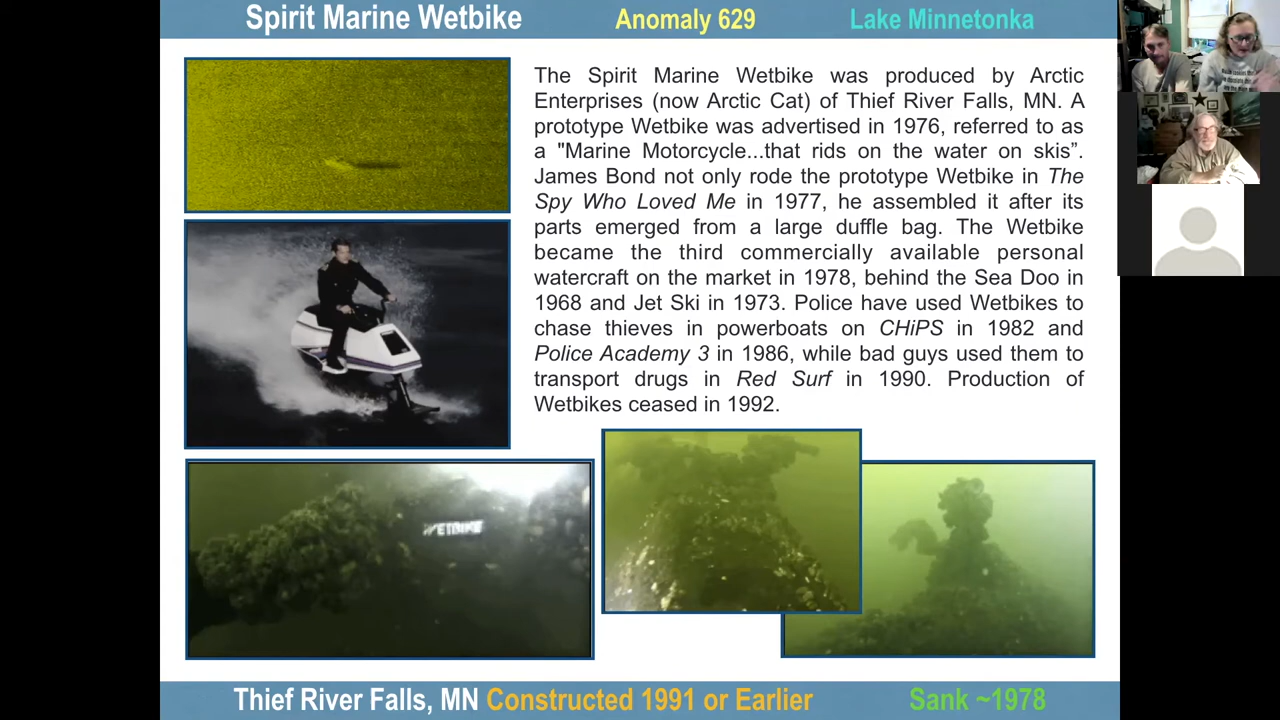 Spirit Marine Wetbike Anomaly 629 Lake Minnetonka
The Spirit Marine Wetbike was produced by Arctic
Enterprises (now Arctic Cat) of Thief River Falls, MN. A
prototype Wetbike was advertised in 1976, referred to as
a "Marine Motorcycle...that rides on the water on skis”.
James Bond not only rode the prototype Wetbike in The
Spy Who Loved Me in 1977, he assembled it after its
parts emerged from a large duffle bag. The Wetbike
became the third commercially available personal
watercraft on the market in 1978, behind the Sea Doo in
1968 and Jet Ski in 1973. Police have used Wetbikes to
chase thieves in powerboats on CHiPS in 1982 and
Police Academy 3 in 1986, while bad guys used them to
transport drugs in Red Surf in 1990. Production of
Wetbikes ceased in 1992.
WETBIKE
Thief River Falls, MN Constructed 1991 or Earlier Sank ~1978